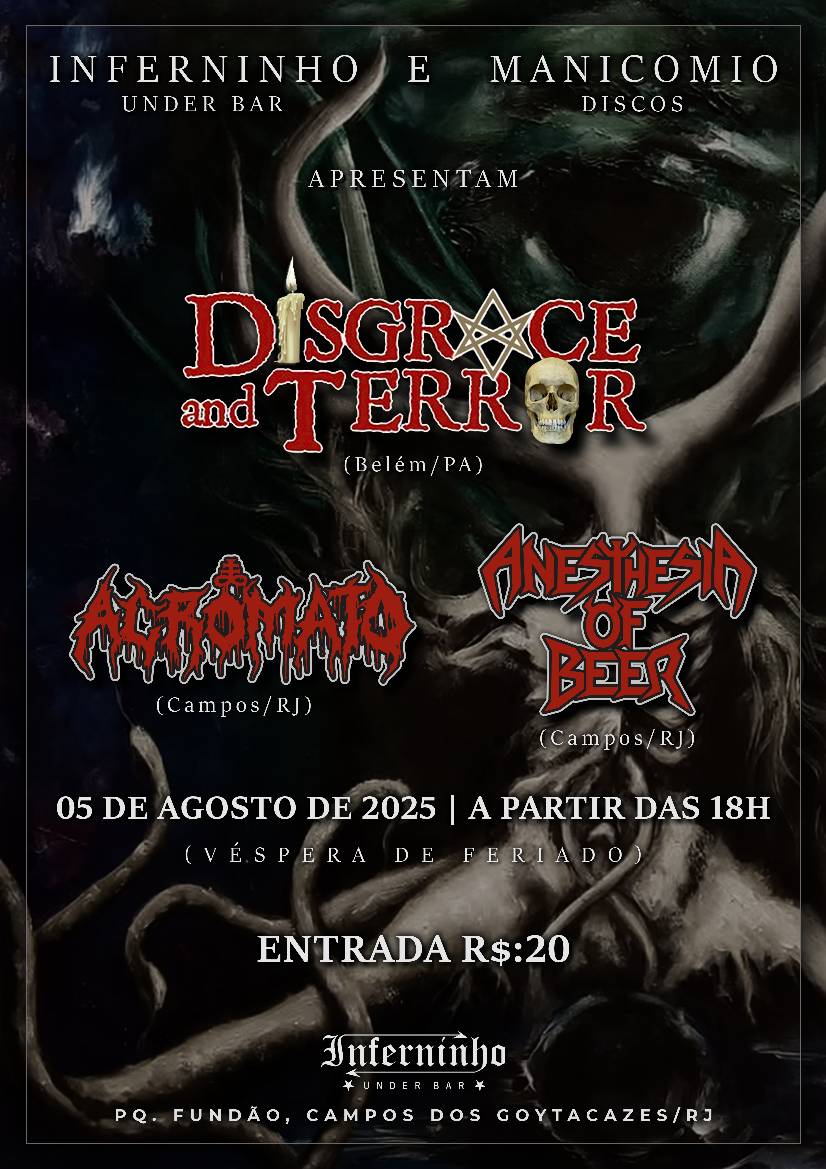 INFERNINHO E MANICOMIO
UNDER BAR DISCOS
APRESENTAM
DISGRACE
and TERROR
(Belém/PA)
ACROMATO
(Campos/RJ)
ANESTHESIA
OF
BEER
(Campos/RJ)
05 DE AGOSTO DE 2025 | A PARTIR DAS 18H
(VÉSPERA DE FERIADO)
ENTRADA R$:20
Inferninho
UNDER BAR
PQ. FUNDÃO, CAMPOS DOS GOYTACAZES/RJ